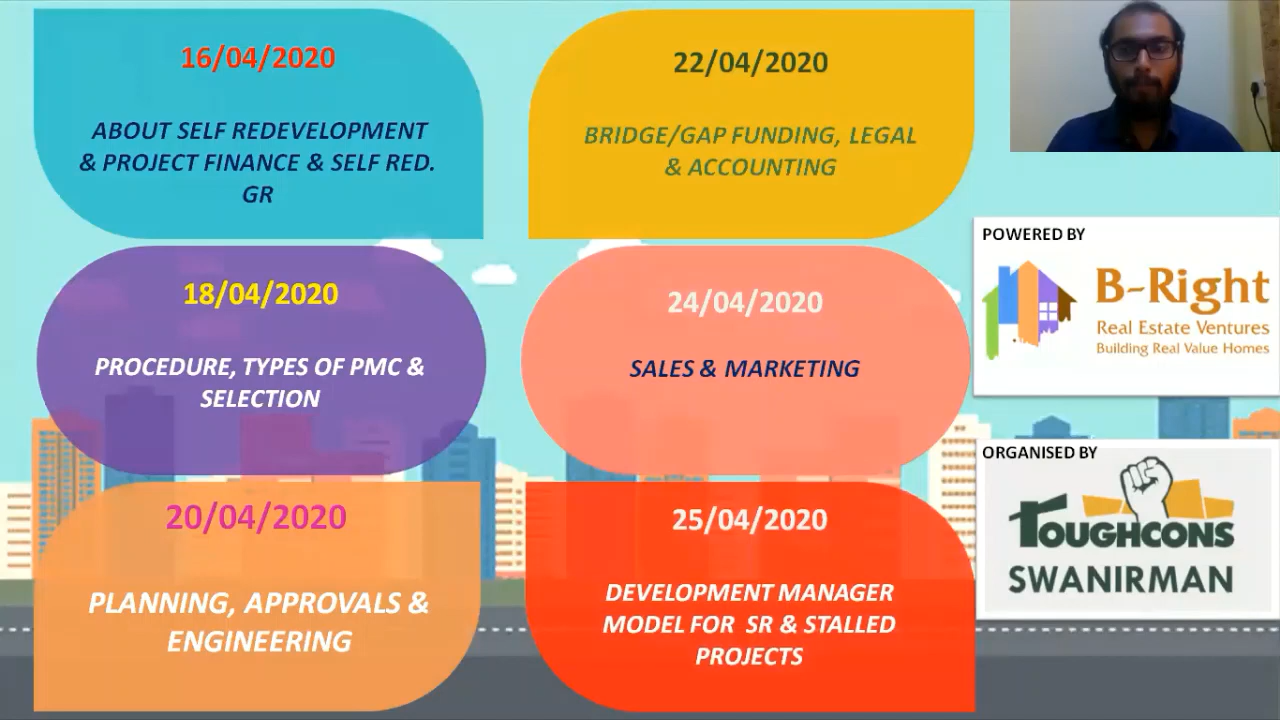 16/04/2020
ABOUT SELF REDEVELOPMENT
& PROJECT FINANCE & SELF RED.
GR
22/04/2020
BRIDGE/GAP FUNDING, LEGAL
& ACCOUNTING
18/04/2020
PROCEDURE, TYPES OF PMC &
SELECTION
24/04/2020
SALES & MARKETING
20/04/2020
PLANNING, APPROVALS &
ENGINEERING
25/04/2020
DEVELOPMENT MANAGER
MODEL FOR SR & STALLED
PROJECTS
POWERED BY
B-Right
Real Estate Ventures
Building Real Value Homes
ORGANISED BY
TOUGHCONS
SWANIRMAN